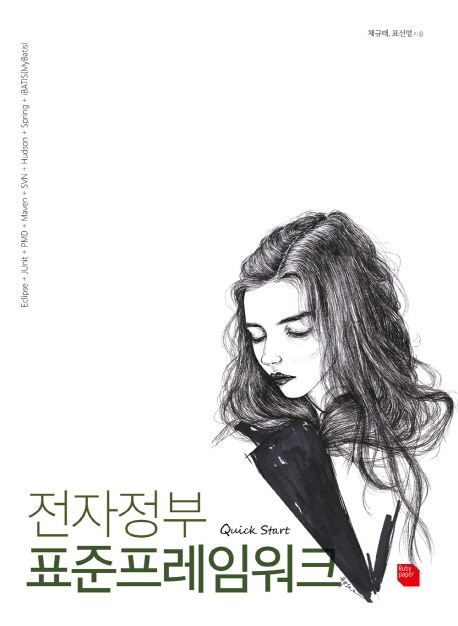 채규태, 표선영 지음
Eclipse + JUnit + PMD + Maven + SVN + Hudson + Spring + iBATIS(MyBatis)
전자정부
Quick Start
표준프레임워크
Ruby
paper